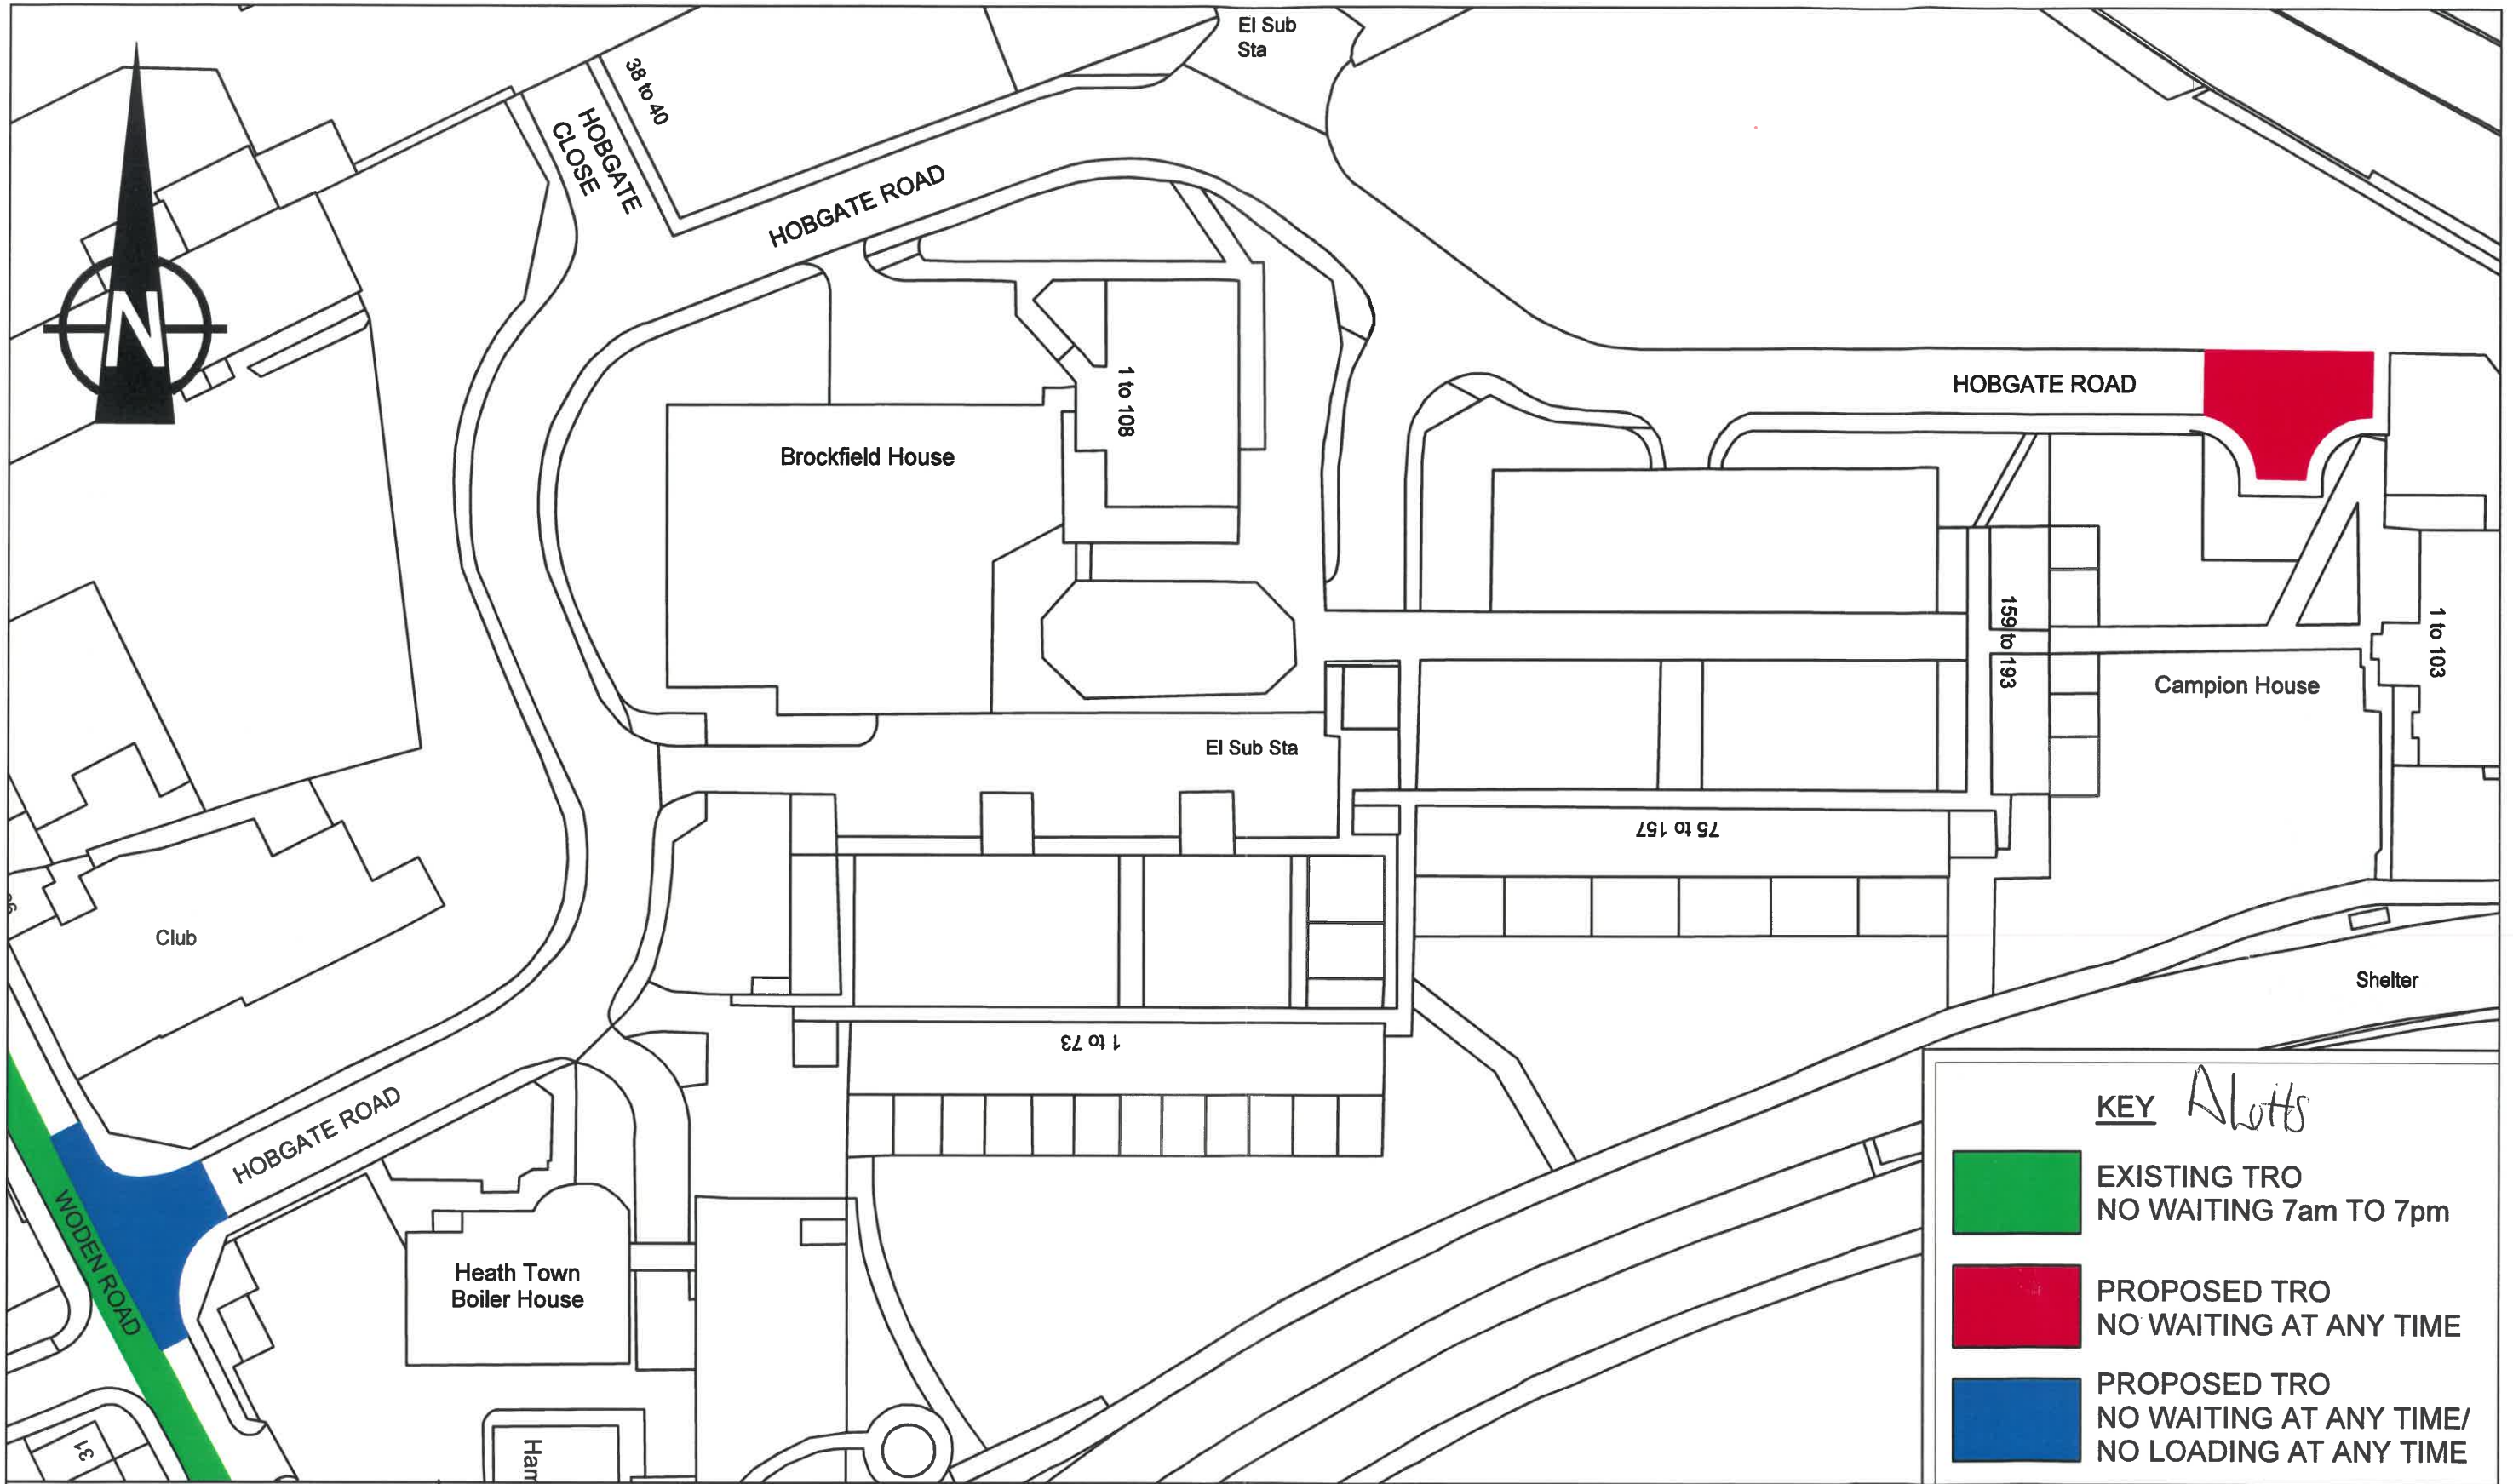 El Sub
Sta
38 to 40
HOBGATE
CLOSE
HOBGATE ROAD
N
1 to 108
HOBGATE ROAD
Brockfield House
159 to 193
1 to 103
Campion House
El Sub Sta
75 to 157
Club
Shelter
1 to 73
HOBGATE ROAD
WODEN ROAD
Heath Town
Boiler House
31
Ham
KEY
EXISTING TRO
NO WAITING 7am TO 7pm
PROPOSED TRO
NO WAITING AT ANY TIME
PROPOSED TRO
NO WAITING AT ANY TIME/
NO LOADING AT ANY TIME